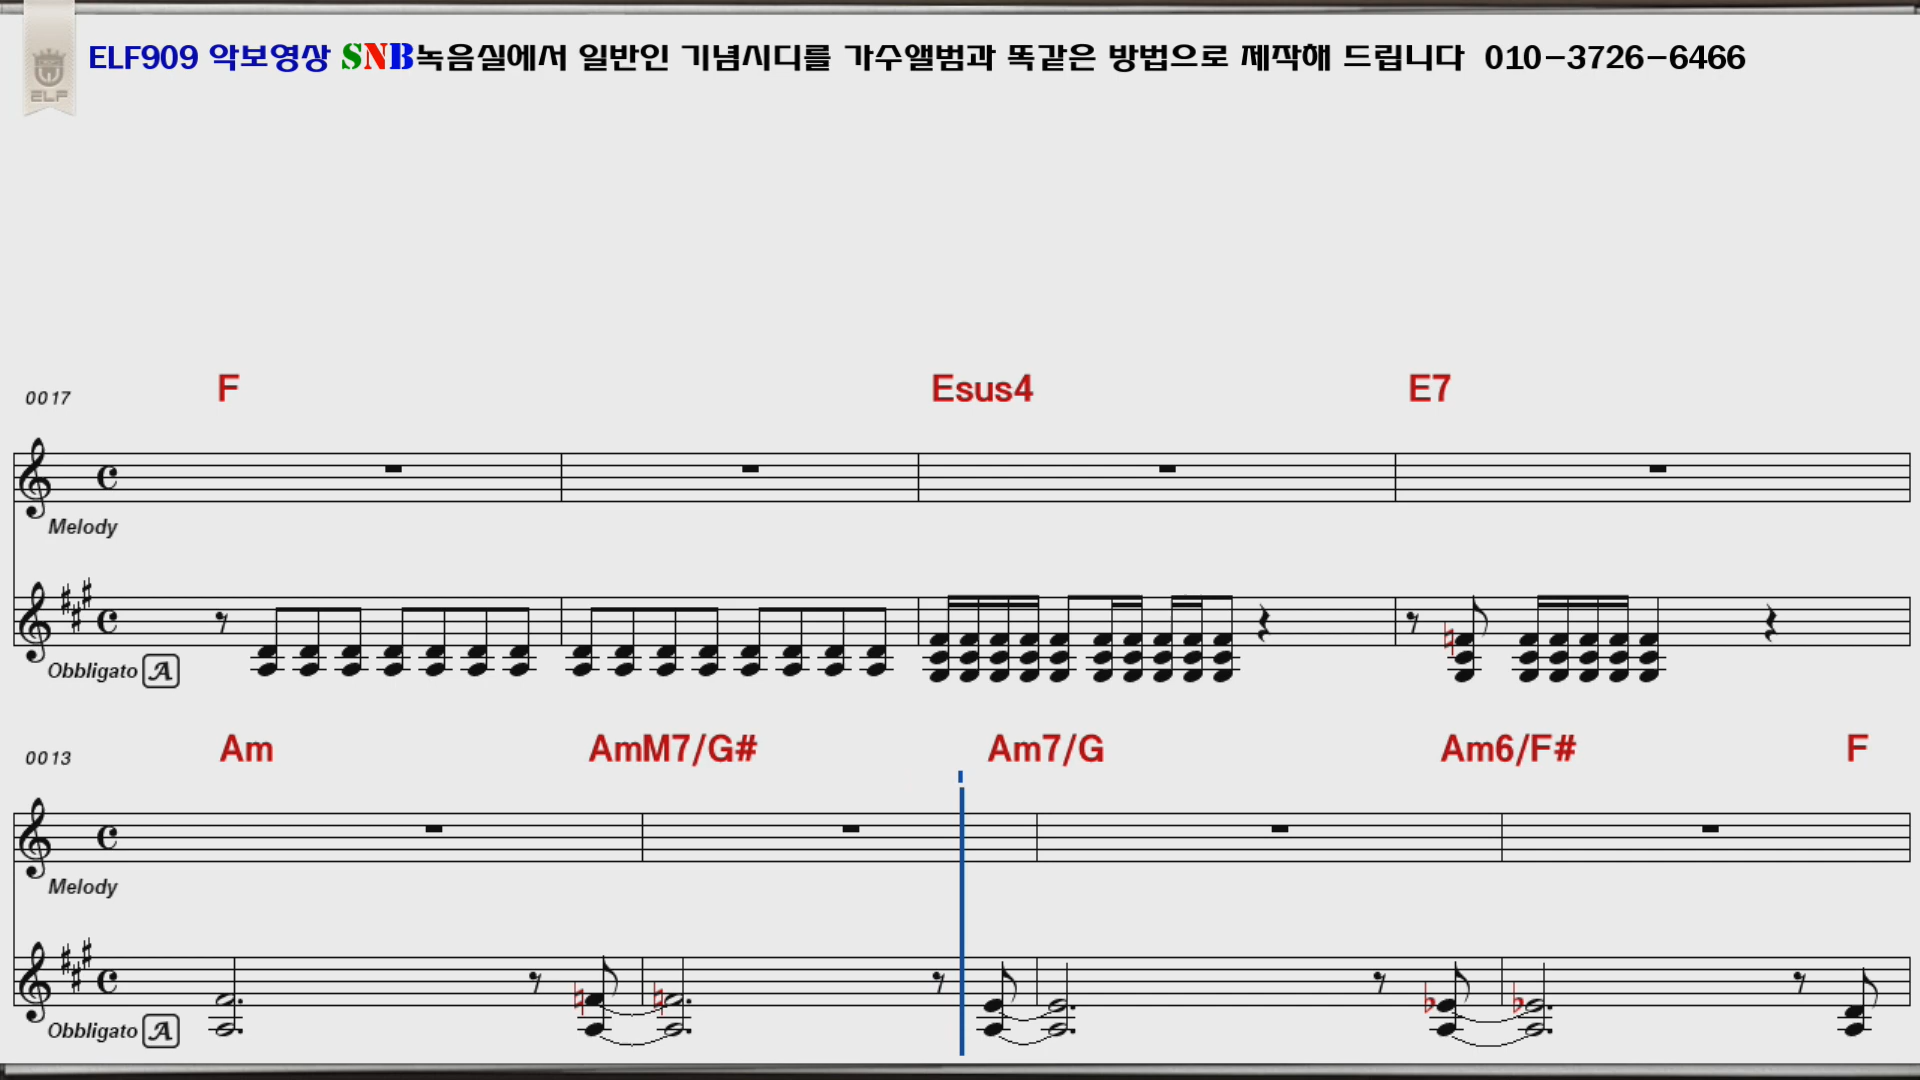 ELF909 악보영상 SNB녹음실에서 일반인 기념시디를 가수앨범과 똑같은 방법으로 제작해 드립니다 010-3726-6466
ELF
0017 F Esus4 E7
Melody
Obbligato A
0013 Am AmM7/G# Am7/G Am6/F# F
Melody
Obbligato A